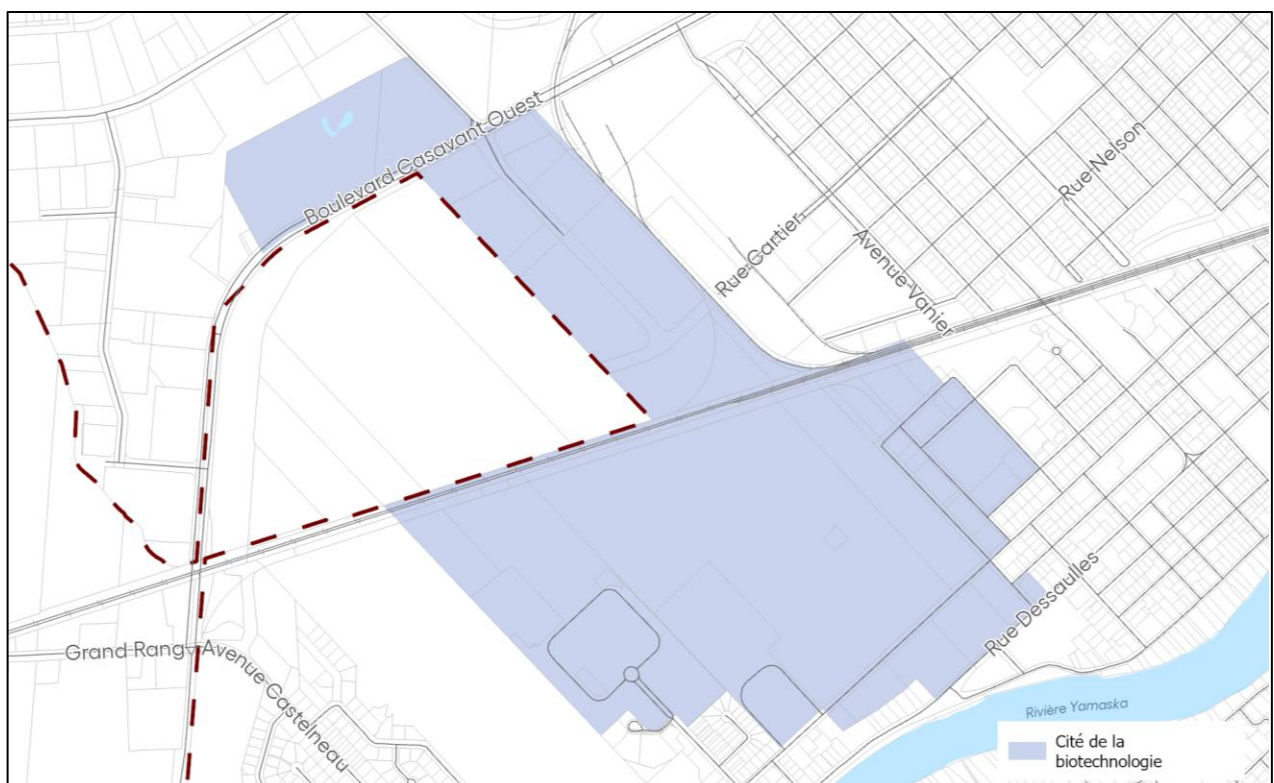 Boulevard Casavant Ouest
Rue Nelson
Rue Cartier
Avenue Vanier
Rue Dessaulles
Grand Rang
Avenue Castelneau
Rivière Yamaska
Cité de la
biotechnologie